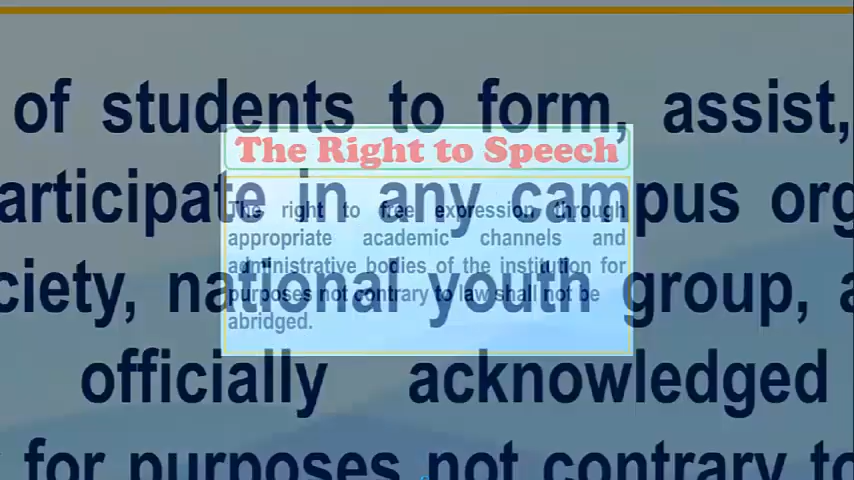 of students to form, assist,
articipate in any campus org
ciety, national youth group, a
officially acknowledged
for purposes not contrary to
The Right to Speech
The right to free expression through
appropriate academic channels and
administrative bodies of the institution for
purposes not contrary to law shall not be
abridged.